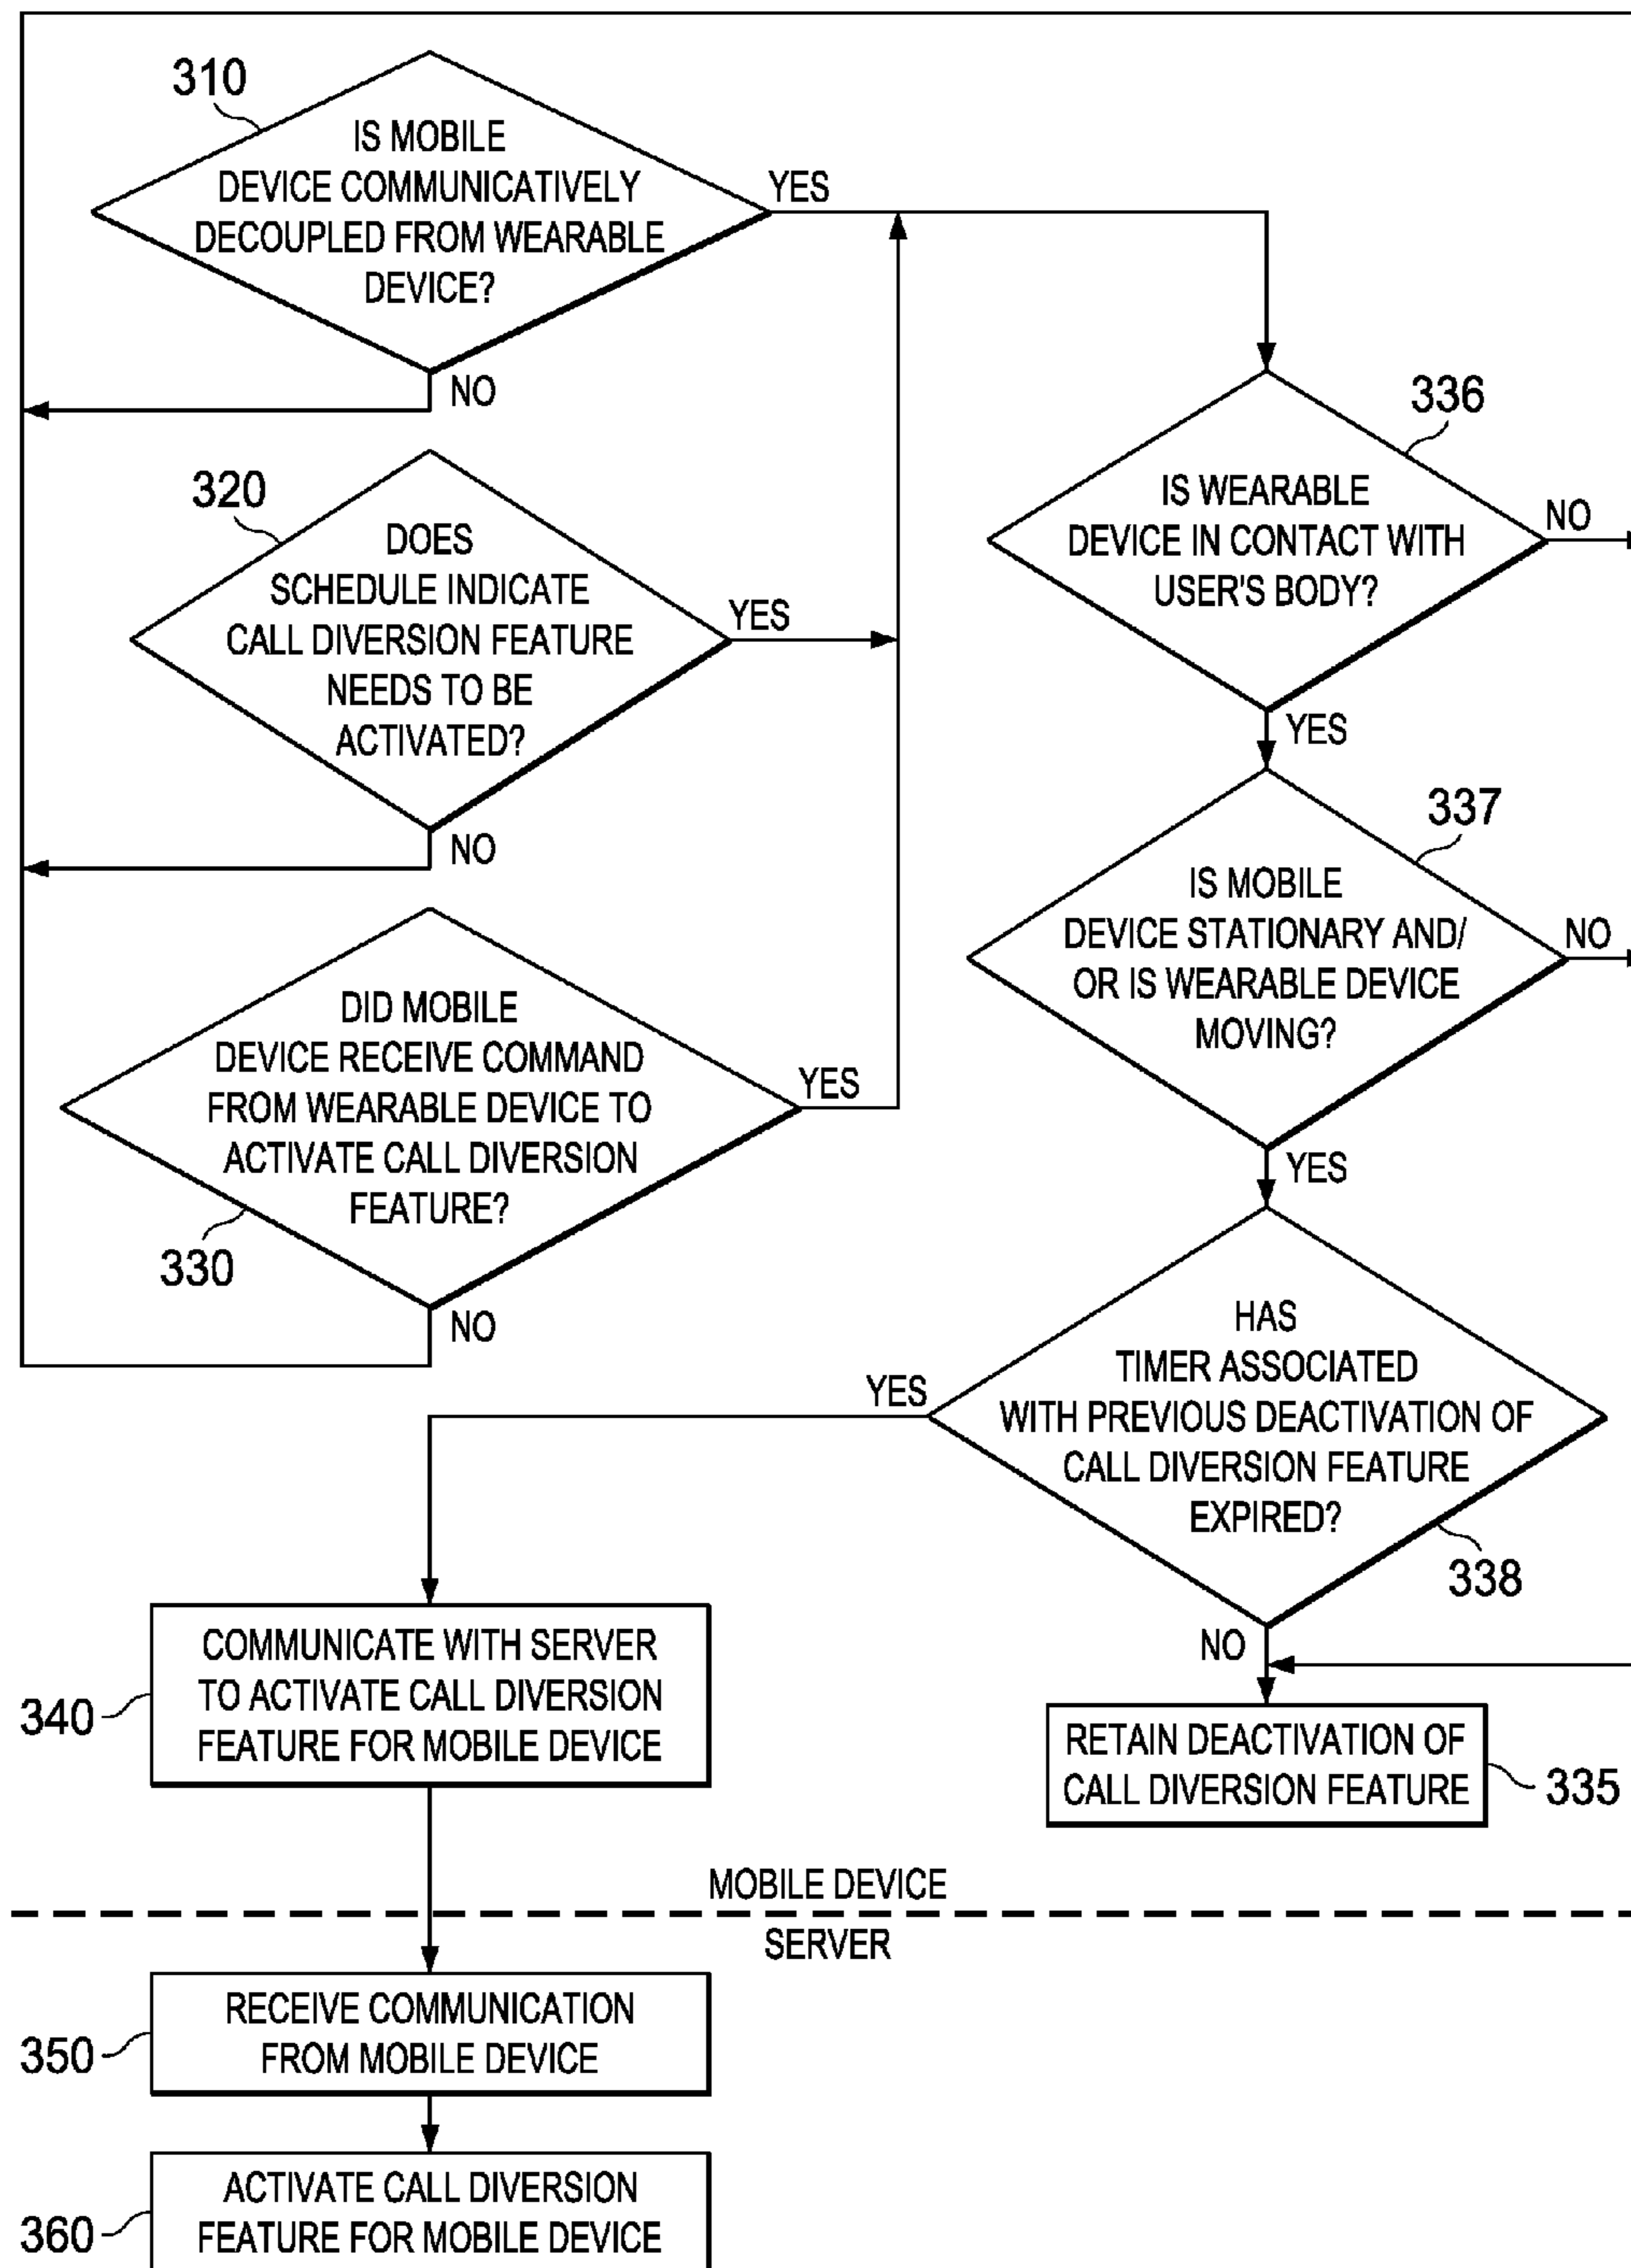 310
IS MOBILE
DEVICE COMMUNICATIVELY
DECOUPLED FROM WEARABLE
DEVICE?
YES
NO
320
DOES
SCHEDULE INDICATE
CALL DIVERSION FEATURE
NEEDS TO BE
ACTIVATED?
YES
NO
DID MOBILE
DEVICE RECEIVE COMMAND
FROM WEARABLE DEVICE TO
ACTIVATE CALL DIVERSION
FEATURE?
330
YES
NO
336
IS WEARABLE
DEVICE IN CONTACT WITH
USER'S BODY?
NO
YES
337
IS MOBILE
DEVICE STATIONARY AND/
OR IS WEARABLE DEVICE
MOVING?
NO
YES
HAS
TIMER ASSOCIATED
WITH PREVIOUS DEACTIVATION OF
CALL DIVERSION FEATURE
EXPIRED?
338
YES
NO
RETAIN DEACTIVATION OF
CALL DIVERSION FEATURE
335
COMMUNICATE WITH SERVER
TO ACTIVATE CALL DIVERSION
FEATURE FOR MOBILE DEVICE
340
MOBILE DEVICE
SERVER
RECEIVE COMMUNICATION
FROM MOBILE DEVICE
350
ACTIVATE CALL DIVERSION
FEATURE FOR MOBILE DEVICE
360